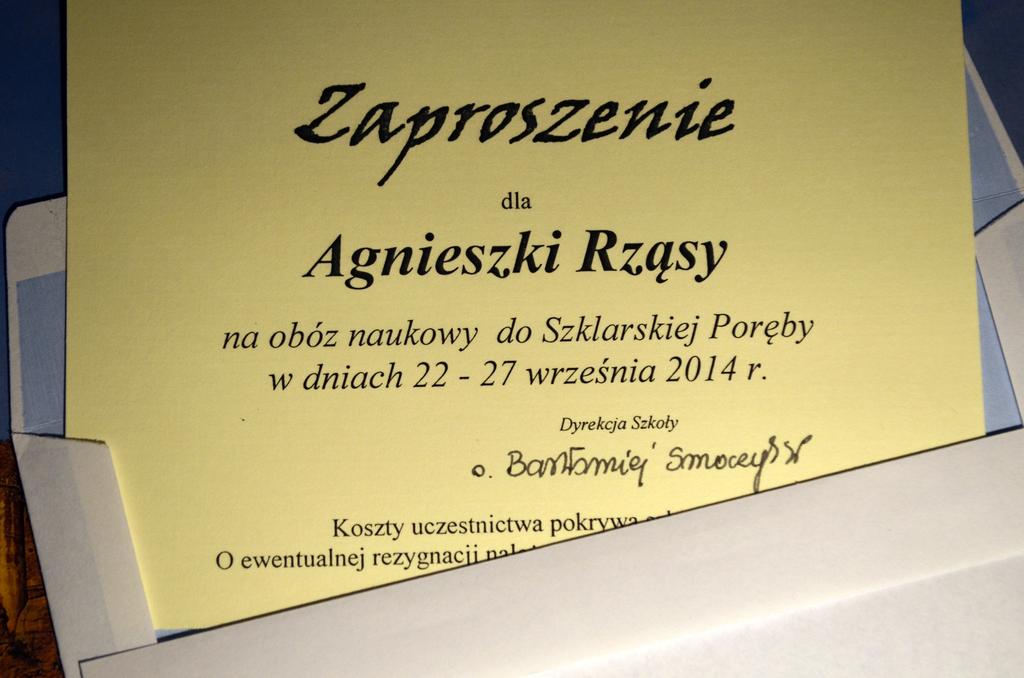 Zaproszenie
dla
Agnieszki Rząsy
na obóz naukowy do Szklarskiej Poręby
w dniach 22 - 27 września 2014 r.
Dyrekcja Szkoły
o. Bartłomiej
Koszty uczestnictwa pokrywa
O ewentualnej rezygnacji